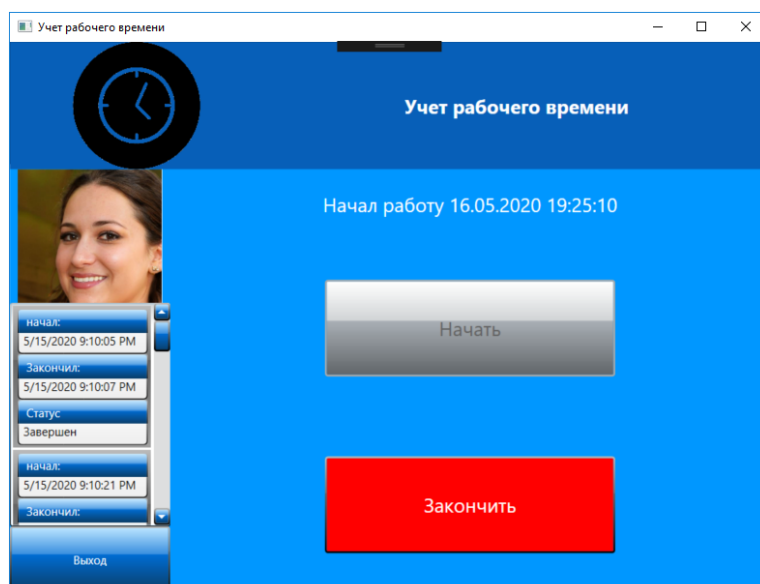 Учет рабочего времени
Учет рабочего времени
Начал работу 16.05.2020 19:25:10
начал:
5/15/2020 9:10:05 PM
Закончил:
5/15/2020 9:10:07 PM
Статус
Завершен
начал:
5/15/2020 9:10:21 PM
Закончил:
Выход
Начать
Закончить